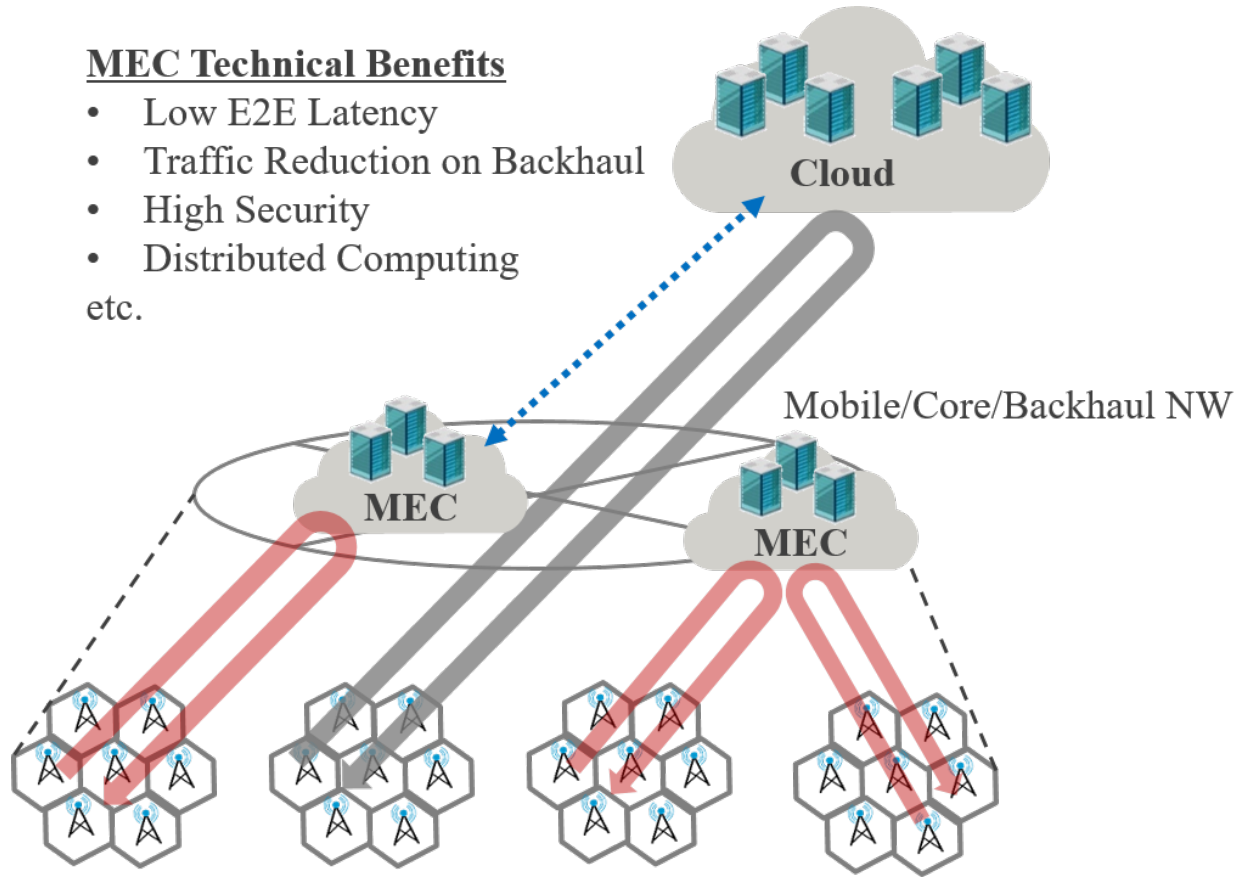 MEC Technical Benefits
• Low E2E Latency
• Traffic Reduction on Backhaul
• High Security
• Distributed Computing
etc.
Cloud
Mobile/Core/Backhaul NW
MEC
MEC